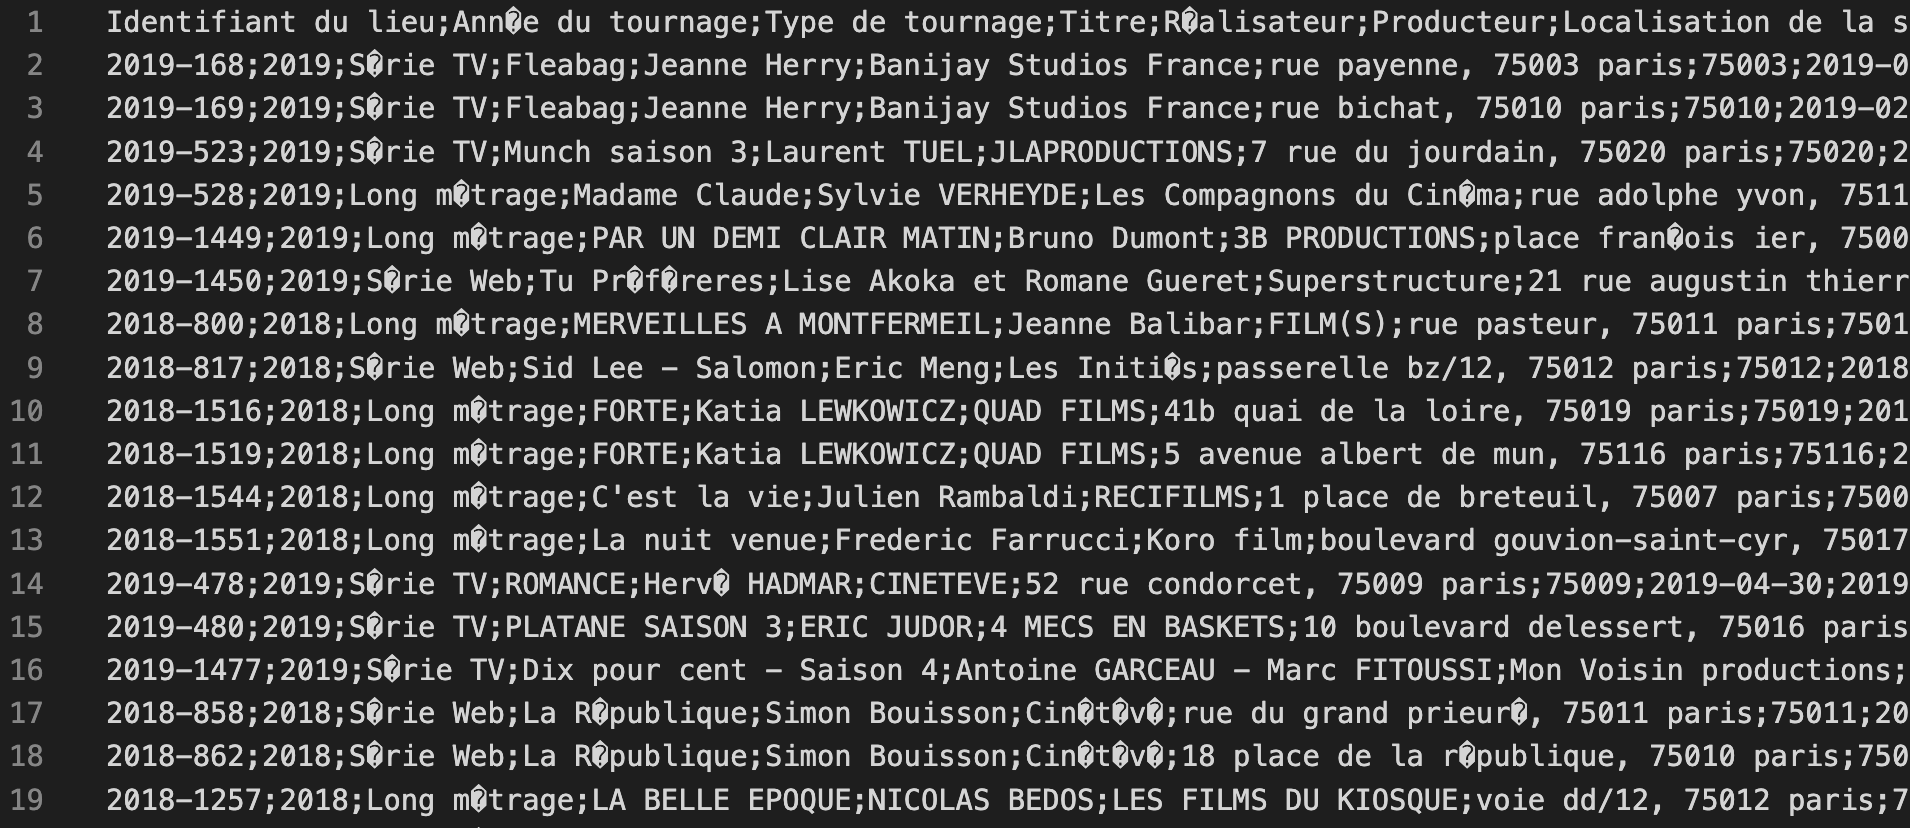 1 Identifiant du lieu;Ann�e du tournage;Type de tournage;Titre;R�alisateur;Producteur;Localisation de la s
2 2019-168;2019;S�rie TV;Fleabag;Jeanne Herry;Banijay Studios France;rue payenne, 75003 paris;75003;2019-0
3 2019-169;2019;S�rie TV;Fleabag;Jeanne Herry;Banijay Studios France;rue bichat, 75010 paris;75010;2019-02
4 2019-523;2019;S�rie TV;Munch saison 3;Laurent TUEL;JLAPRODUCTIONS;7 rue du jourdain, 75020 paris;75020;2
5 2019-528;2019;Long m�trage;Madame Claude;Sylvie VERHEYDE;Les Compagnons du Cin�ma;rue adolphe yvon, 7511
6 2019-1449;2019;Long m�trage;PAR UN DEMI CLAIR MATIN;Bruno Dumont;3B PRODUCTIONS;place fran�ois ier, 7500
7 2019-1450;2019;S�rie Web;Tu Pr�f�reres;Lise Akoka et Romane Gueret;Superstructure;21 rue augustin thierr
8 2018-800;2018;Long m�trage;MERVEILLES A MONTFERMEIL;Jeanne Balibar;FILM(S);rue pasteur, 75011 paris;7501
9 2018-817;2018;S�rie Web;Sid Lee - Salomon;Eric Meng;Les Initi�s;passerelle bz/12, 75012 paris;75012;2018
10 2018-1516;2018;Long m�trage;FORTE;Katia LEWKOWICZ;QUAD FILMS;41b quai de la loire, 75019 paris;75019;201
11 2018-1519;2018;Long m�trage;FORTE;Katia LEWKOWICZ;QUAD FILMS;5 avenue albert de mun, 75116 paris;75116;2
12 2018-1544;2018;Long m�trage;C'est la vie;Julien Rambaldi;RECIFILMS;1 place de breteuil, 75007 paris;7500
13 2018-1551;2018;Long m�trage;La nuit venue;Frederic Farrucci;Koro film;boulevard gouvion-saint-cyr, 75017
14 2019-478;2019;S�rie TV;ROMANCE;Herv� HADMAR;CINETEVE;52 rue condorcet, 75009 paris;75009;2019-04-30;2019
15 2019-480;2019;S�rie TV;PLATANE SAISON 3;ERIC JUDOR;4 MECS EN BASKETS;10 boulevard delessert, 75016 paris
16 2019-1477;2019;S�rie TV;Dix pour cent - Saison 4;Antoine GARCEAU - Marc FITOUSSI;Mon Voisin productions;
17 2018-858;2018;S�rie Web;La R�publique;Simon Bouisson;Cin�t�v�;rue du grand prieur�, 75011 paris;75011;20
18 2018-862;2018;S�rie Web;La R�publique;Simon Bouisson;Cin�t�v�;18 place de la r�publique, 75010 paris;750
19 2018-1257;2018;Long m�trage;LA BELLE EPOQUE;NICOLAS BEDOS;LES FILMS DU KIOSQUE;voie dd/12, 75012 paris;7